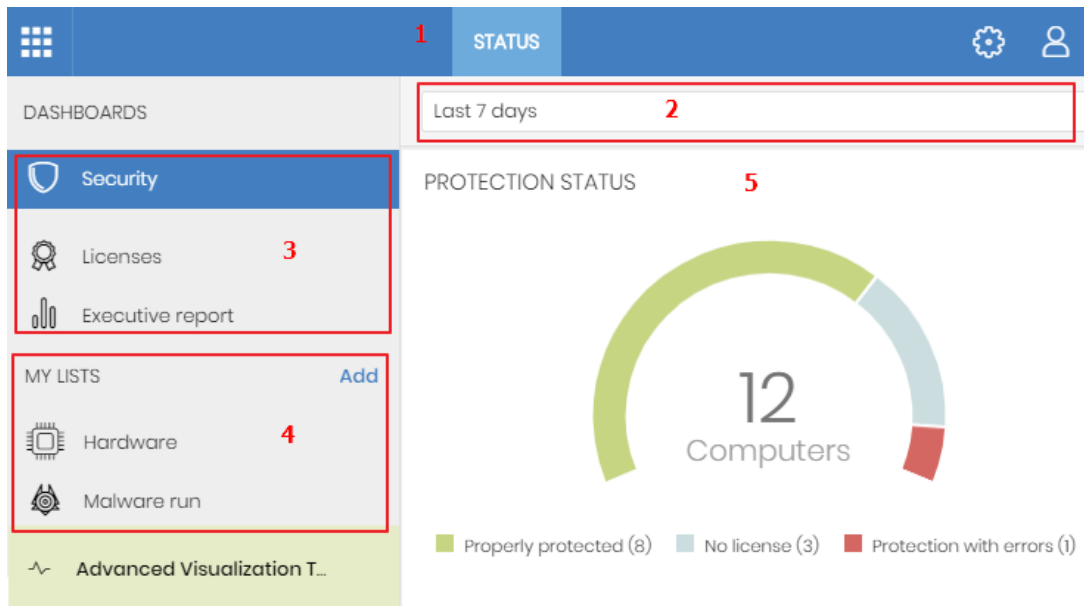 1 STATUS
DASHBOARDS
Last 7 days 2
Security
PROTECTION STATUS 5
Licenses 3
Executive report
MY LISTS Add
Hardware 4
Malware run
12
Computers
Properly protected (8) No license (3) Protection with errors (1)
Advanced Visualization T...